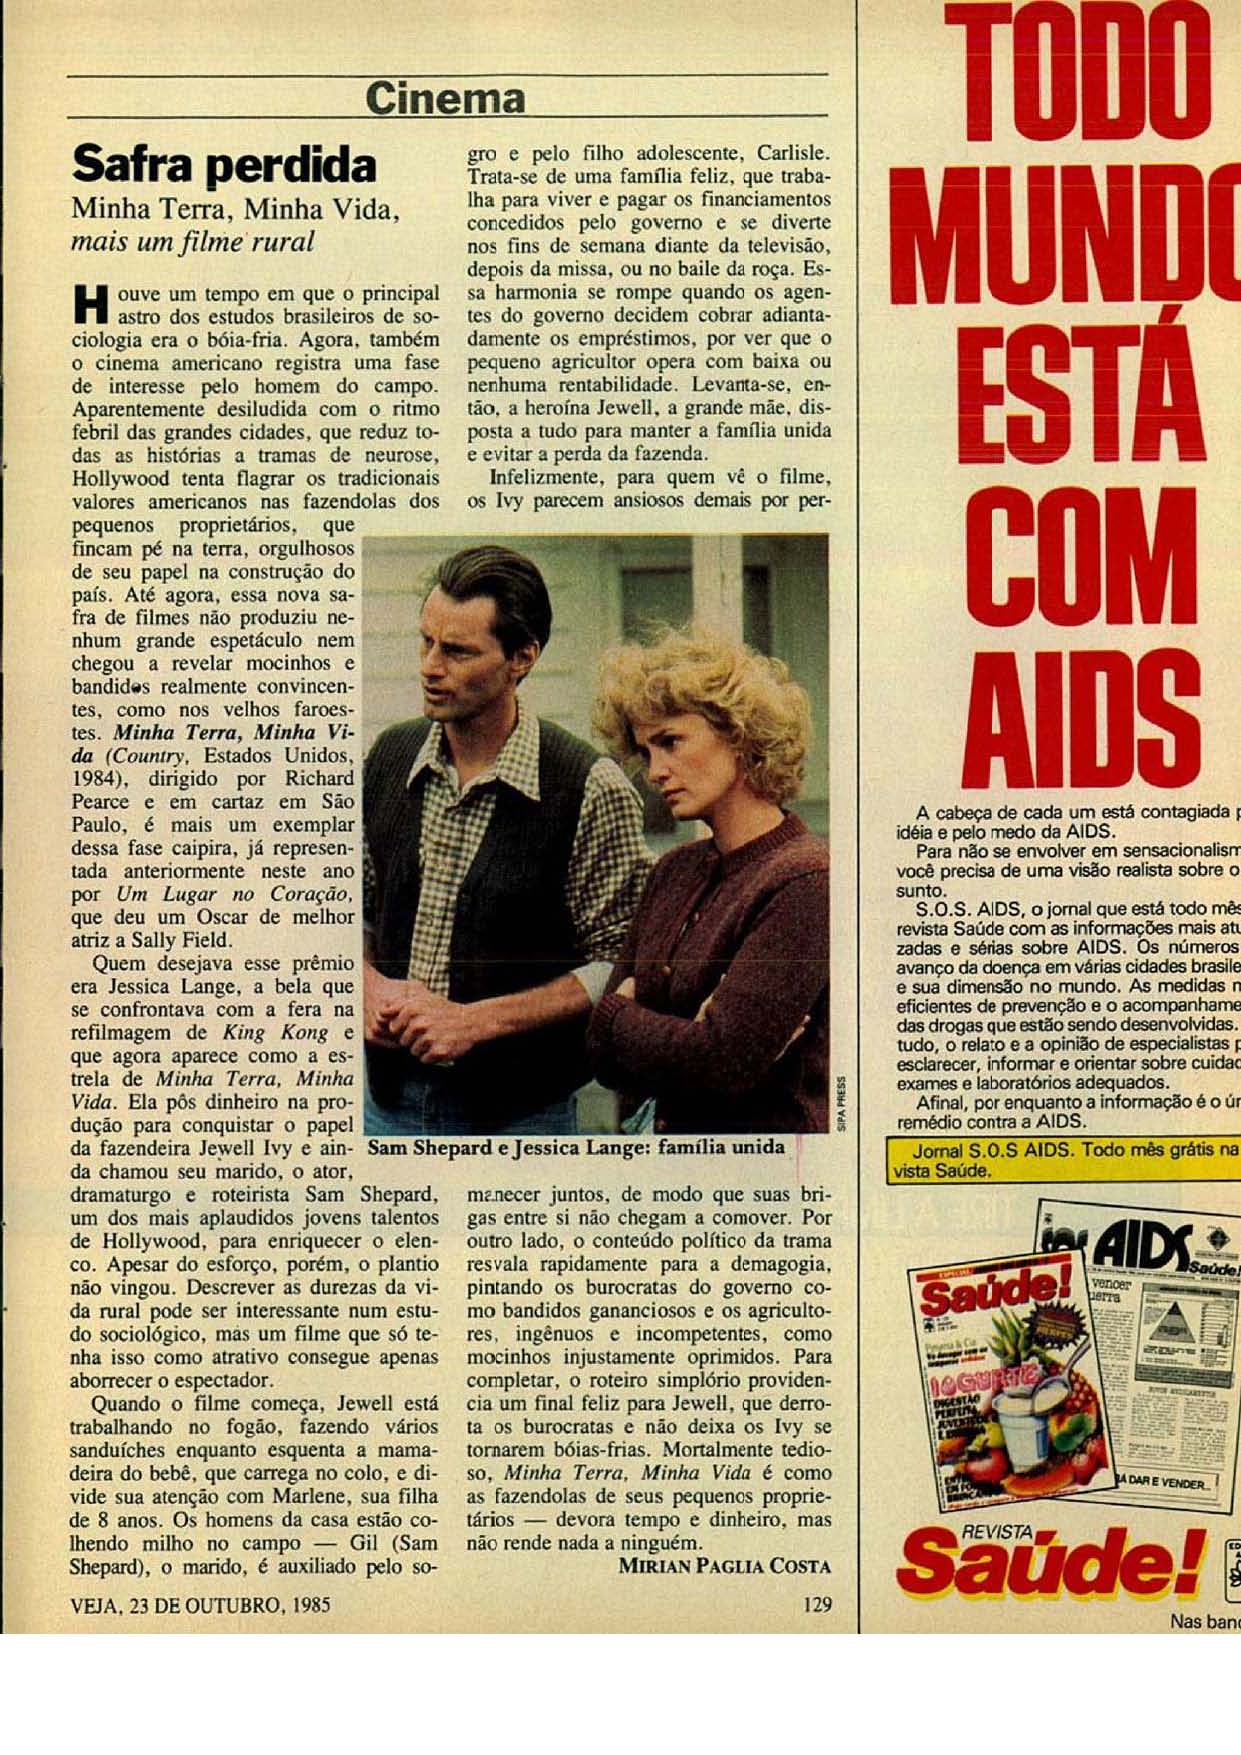 Cinema
Safra perdida
Minha Terra, Minha Vida,
mais um filme rural
Houve um tempo em que o principal
astro dos estudos brasileiros de so-
ciologia era o bóia-fria. Agora, também
o cinema americano registra uma fase
de interesse pelo homem do campo.
Aparentemente desiludida com o ritmo
febril das grandes cidades, que reduz to-
das as histórias a tramas de neurose,
Hollywood tenta flagrar os tradicionais
valores americanos nas fazendolas dos
pequenos proprietários, que
fincam pé na terra, orgulhosos
de seu papel na construção do
país. Até agora, essa nova sa-
fra de filmes não produziu ne-
nhum grande espetáculo nem
chegou a revelar mocinhos e
bandidos realmente convincen-
tes, como nos velhos faroes-
tes. Minha Terra, Minha Vi-
da (Country, Estados Unidos,
1984), dirigido por Richard
Pearce e em cartaz em São
Paulo, é mais um exemplar
dessa fase caipira, já represen-
tada anteriormente neste ano
por Um Lugar no Coração,
que deu um Oscar de melhor
atriz a Sally Field.
Quem desejava esse prêmio
era Jessica Lange, a bela que
se confrontava com a fera na
refilmagem de King Kong e
que agora aparece como a es-
trela de Minha Terra, Minha
Vida. Ela pôs dinheiro na pro-
dução para conquistar o papel
da fazendeira Jewell Ivy e ain-
da chamou seu marido, o ator,
dramaturgo e roteirista Sam Shepard,
um dos mais aplaudidos jovens talentos
de Hollywood, para enriquecer o elen-
co. Apesar do esforço, porém, o plantio
não vingou. Descrever as durezas da vi-
da rural pode ser interessante num estu-
do sociológico, mas um filme que só te-
nha isso como atrativo consegue apenas
aborrecer o espectador.
Quando o filme começa, Jewell está
trabalhando no fogão, fazendo vários
sanduíches enquanto esquenta a mama-
deira do bebê, que carrega no colo, e di-
vide sua atenção com Marlene, sua filha
de 8 anos. Os homens da casa estão co-
lhendo milho no campo — Gil (Sam
Shepard), o marido, é auxiliado pelo so-
gro e pelo filho adolescente, Carlisle.
Trata-se de uma família feliz, que traba-
lha para viver e pagar os financiamentos
concedidos pelo governo e se diverte
nos fins de semana diante da televisão,
depois da missa, ou no baile da roça. Es-
sa harmonia se rompe quando os agen-
tes do governo decidem cobrar adianta-
damente os empréstimos, por ver que o
pequeno agricultor opera com baixa ou
nenhuma rentabilidade. Levanta-se, en-
tão, a heroína Jewell, a grande mãe, dis-
posta a tudo para manter a família unida
e evitar a perda da fazenda.
Infelizmente, para quem vê o filme,
os Ivy parecem ansiosos demais por per-
SIPA PRESS
Sam Shepard e Jessica Lange: família unida
manecer juntos, de modo que suas bri-
gas entre si não chegam a comover. Por
outro lado, o conteúdo político da trama
resvala rapidamente para a demagogia,
pintando os burocratas do governo co-
mo bandidos gananciosos e os agriculto-
res, ingênuos e incompetentes, como
mocinhos injustamente oprimidos. Para
completar, o roteiro simplório providen-
cia um final feliz para Jewell, que derro-
ta os burocratas e não deixa os Ivy se
tornarem bóias-frias. Mortalmente tedio-
so, Minha Terra, Minha Vida é como
as fazendolas de seus pequenos proprie-
tários — devora tempo e dinheiro, mas
não rende nada a ninguém.
MIRIAN PAGLIA COSTA
VEJA, 23 DE OUTUBRO, 1985
129
TODO
MUNDO
ESTÁ
COM
AIDS
A cabeça de cada um está contagiada p
idéia e pelo medo da AIDS.
Para não se envolver em sensacionalism
você precisa de uma visão realista sobre o
sunto.
S.O.S. AIDS, o jornal que está todo mês
revista Saúde com as informações mais atu
zadas e sérias sobre AIDS. Os números
avanço da doença em várias cidades brasile
e sua dimensão no mundo. As medidas m
eficientes de prevenção e o acompanhame
das drogas que estão sendo desenvolvidas.
tudo, o relato e a opinião de especialistas p
esclarecer, informar e orientar sobre cuidad
exames e laboratórios adequados.
Afinal, por enquanto a informação é o ún
remédio contra a AIDS.
Jornal S.O.S AIDS. Todo mês grátis na
vista Saúde.
AIDS
Saúde!
vencer
uerra
Saúde!
IOGURTE
DIGESTÃO
PERFEITA
DAR E VENDER...
REVISTA
Saúde!
Nas banc